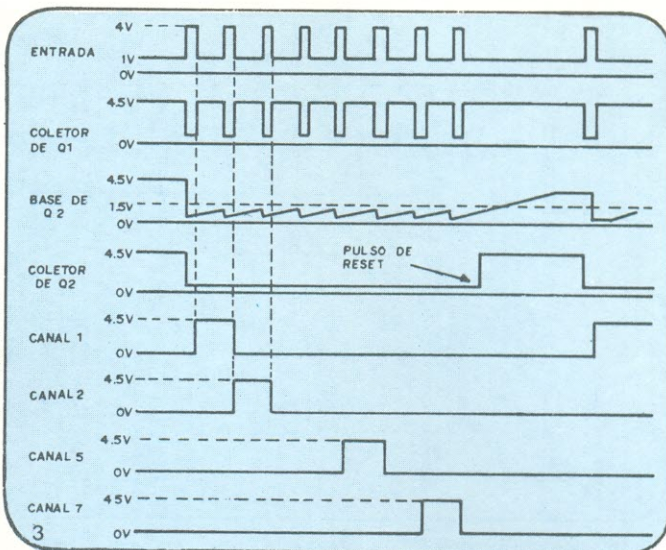 4V
ENTRADA
1V
0V
4.5V
COLETOR
DE Q1
0V
4.5V
BASE DE
Q 2
1.5V
0V
4.5V
PULSO DE
RESET
COLETOR
DE Q2
0V
4.5V
CANAL 1
0V
4.5V
CANAL 2
0V
4.5V
CANAL 5
0V
4.5V
CANAL 7
0V
3